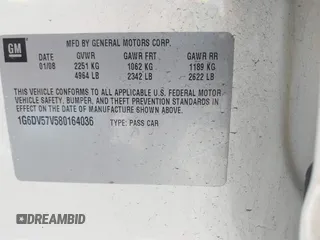 GM
MFD BY GENERAL MOTORS CORP.
DATE GVWR GAWR FRT GAWR RR
01/08 2251 KG 1062 KG 1189 KG
4964 LB 2342 LB 2622 LB
THIS VEHICLE CONFORMS TO ALL APPLICABLE U.S. FEDERAL MOTOR
VEHICLE SAFETY, BUMPER, AND THEFT PREVENTION STANDARDS IN
EFFECT ON THE DATE OF MANUFACTURE SHOWN ABOVE.
1G6DV57V580164036
TYPE: PASS CAR
DREAMBID